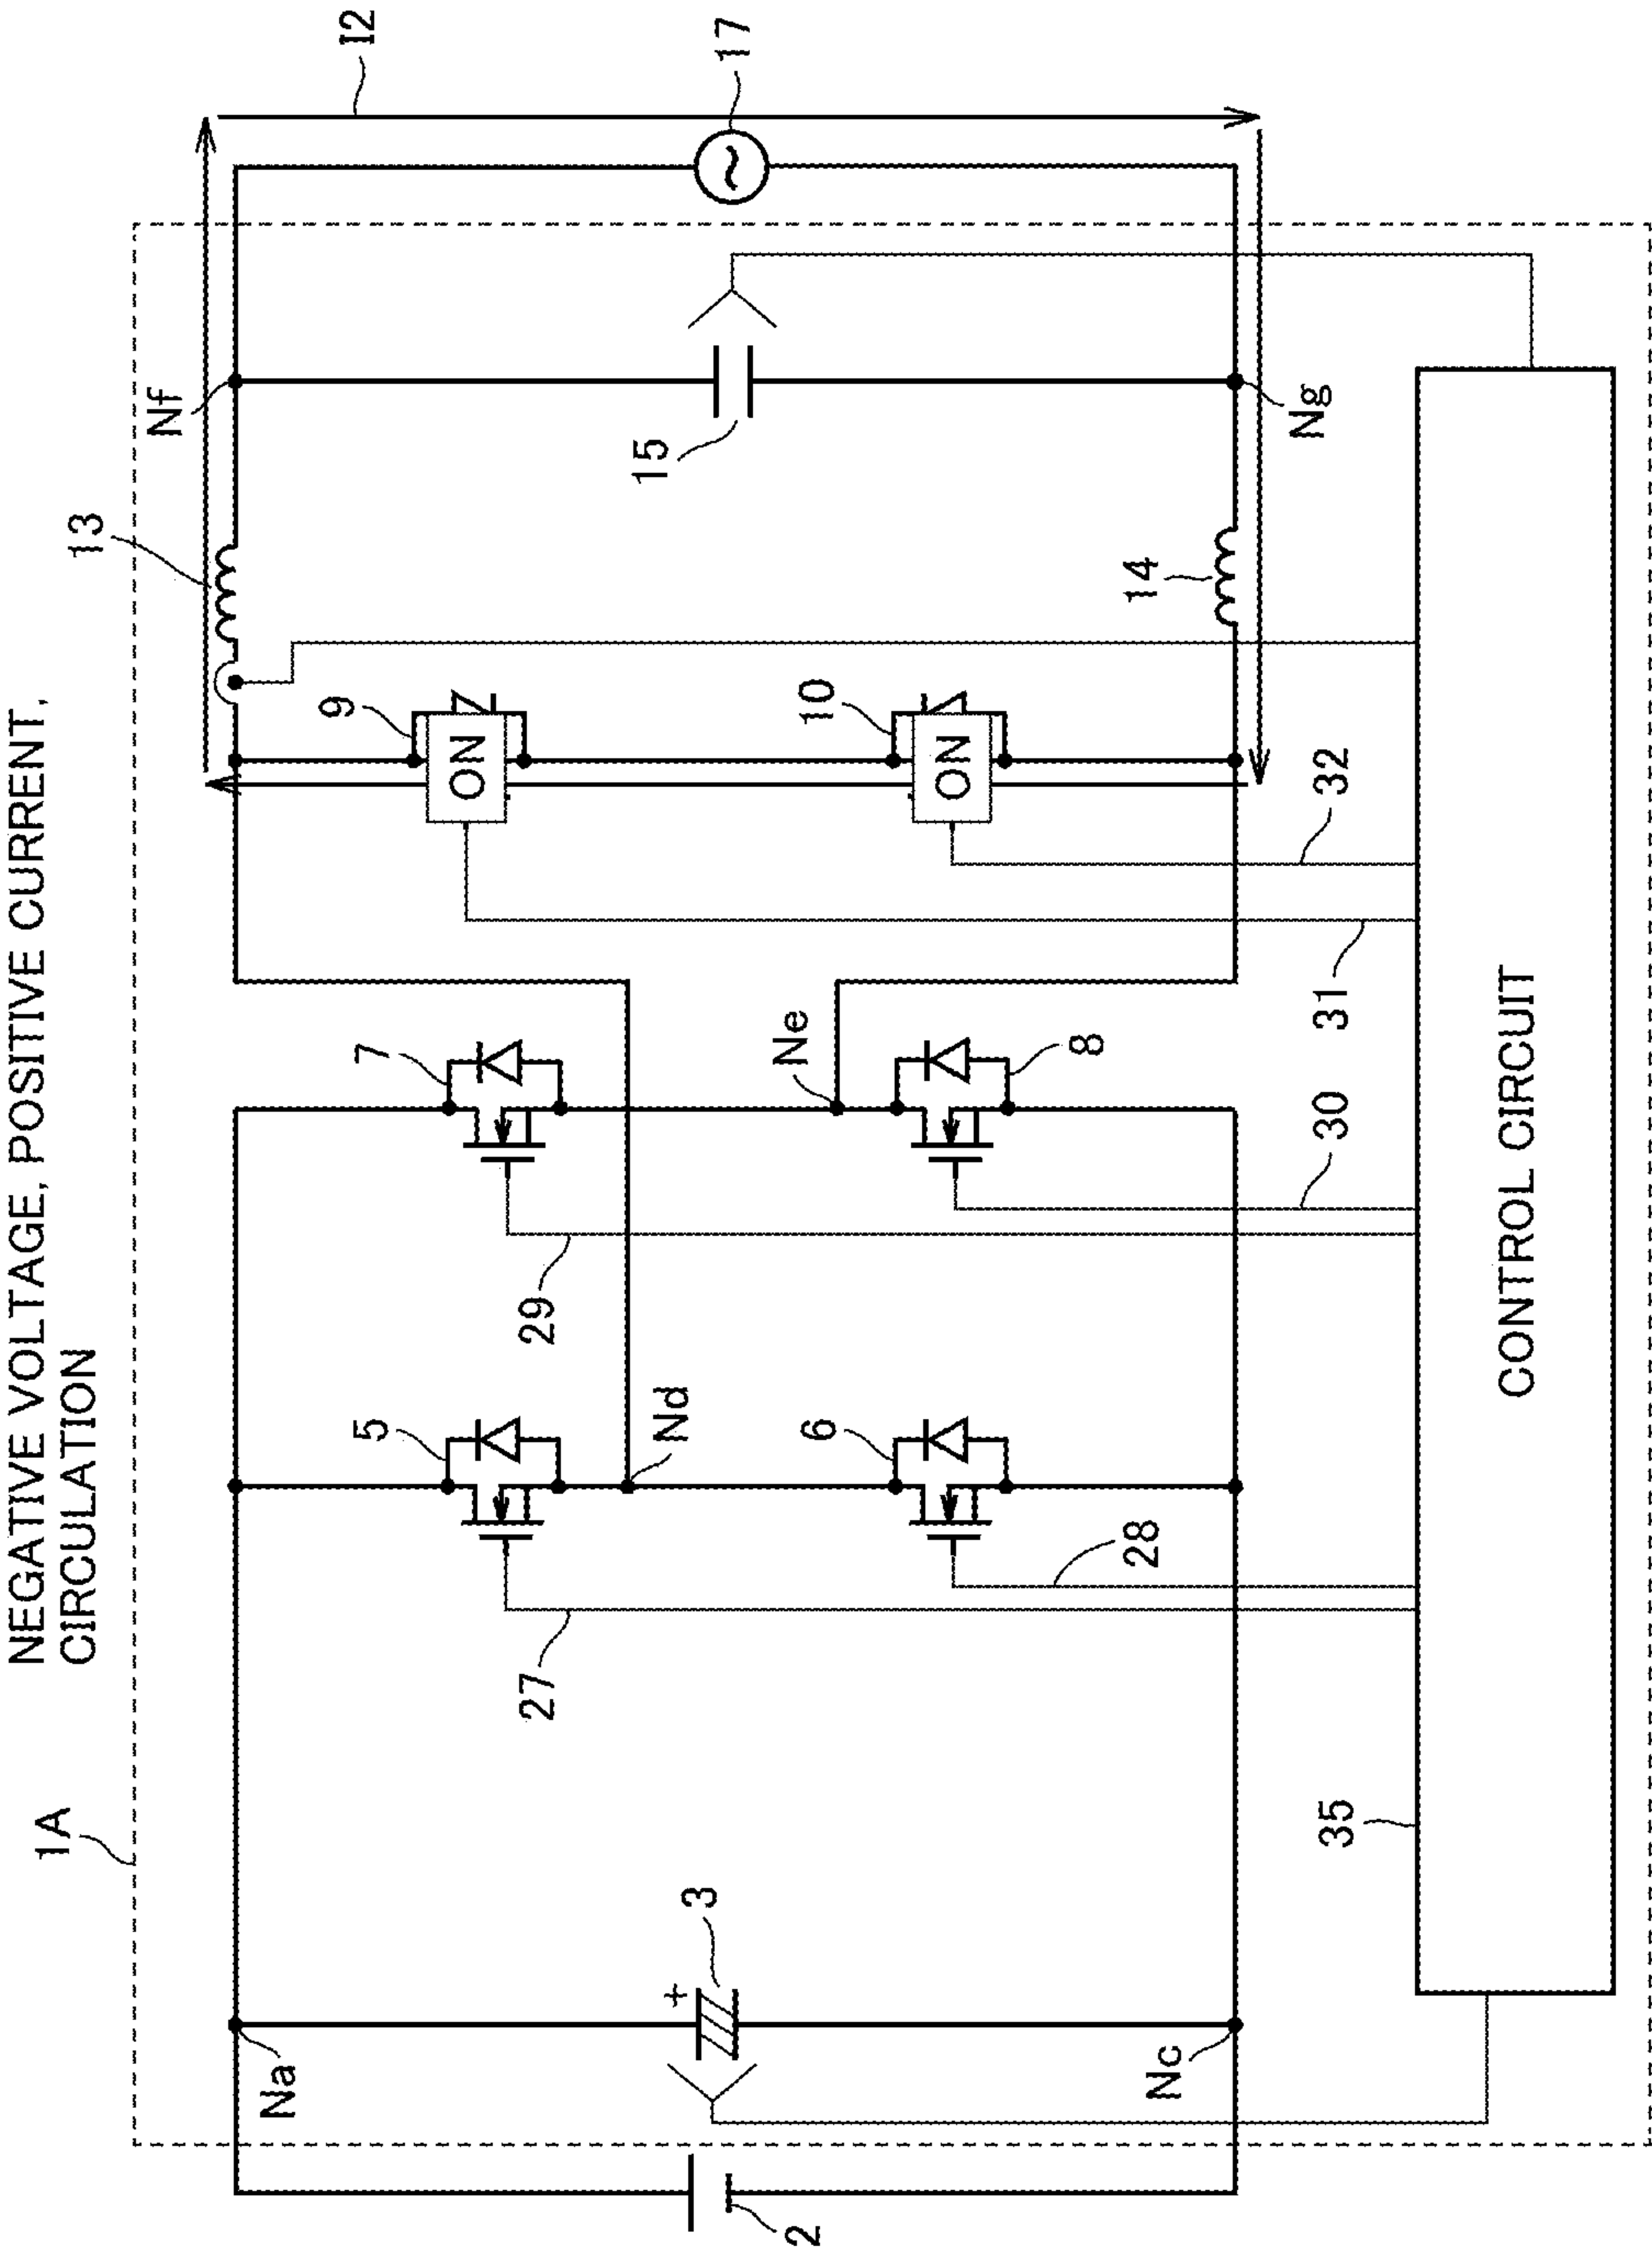 NEGATIVE VOLTAGE, POSITIVE CURRENT,
CIRCULATION
1A
13
Nf
I2
Na
5
7
9
27
29
Nd
Ne
3
+
2
15
17
6
8
10
28
30
31
32
14
Nc
Ng
ON
ON
35
CONTROL CIRCUIT